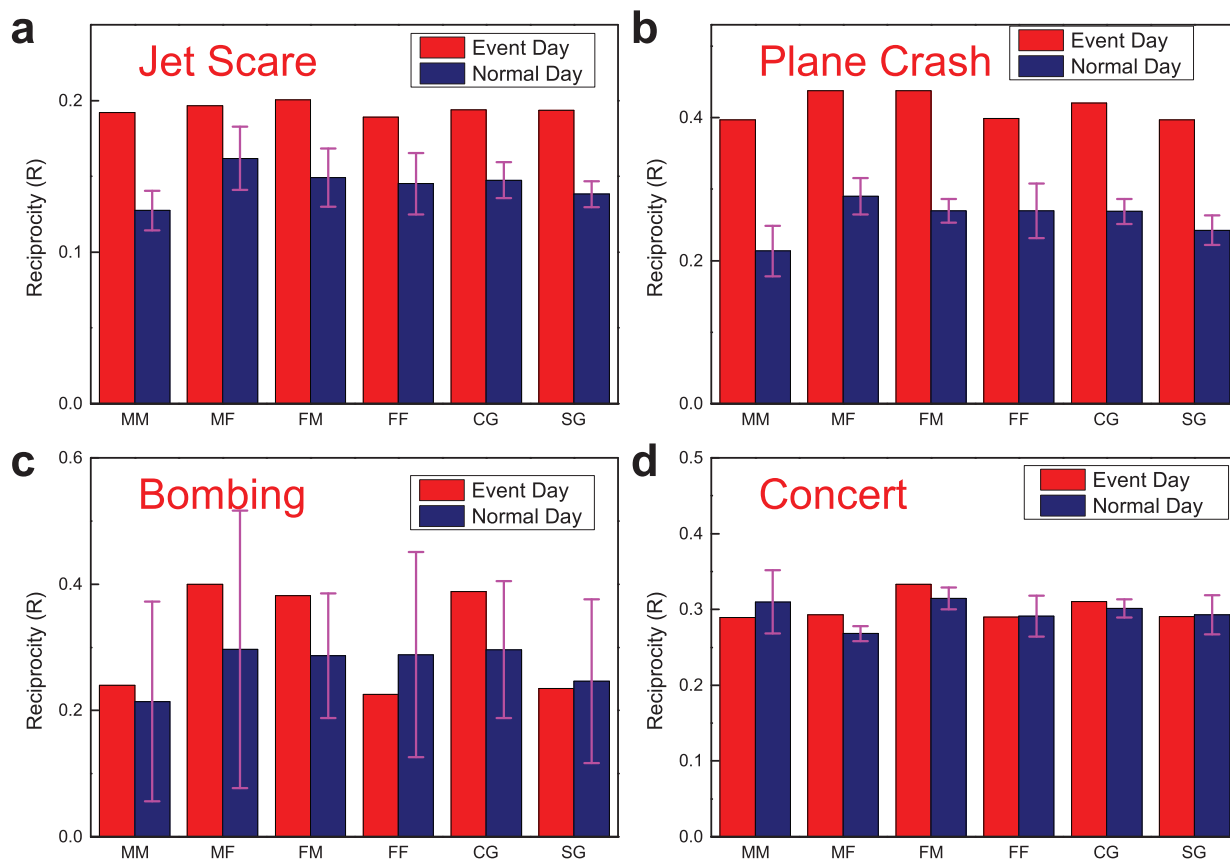 a
Jet Scare
Event Day
Normal Day
Reciprocity (R)
0.2
0.1
0.0
MM MF FM FF CG SG
b
Plane Crash
Event Day
Normal Day
Reciprocity (R)
0.4
0.2
0.0
MM MF FM FF CG SG
c
Bombing
Event Day
Normal Day
Reciprocity (R)
0.6
0.4
0.2
0.0
MM MF FM FF CG SG
d
Concert
Event Day
Normal Day
Reciprocity (R)
0.5
0.4
0.3
0.2
0.1
0.0
MM MF FM FF CG SG